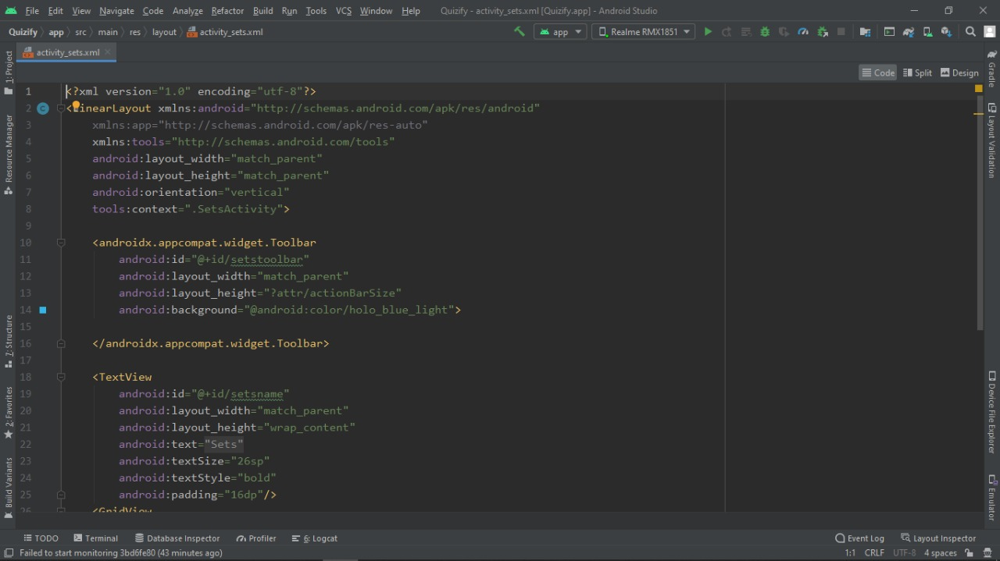 File Edit View Navigate Code Analyze Refactor Build Run Tools VCS Window Help Quizify - activity_sets.xml [Quizify.app] - Android Studio
Quizify app src main res layout activity_sets.xml app Realme RMX1851
activity_sets.xml
Code Split Design
1 <?xml version="1.0" encoding="utf-8"?>
2 <LinearLayout xmlns:android="http://schemas.android.com/apk/res/android"
3 xmlns:app="http://schemas.android.com/apk/res-auto"
4 xmlns:tools="http://schemas.android.com/tools"
5 android:layout_width="match_parent"
6 android:layout_height="match_parent"
7 android:orientation="vertical"
8 tools:context=".SetsActivity">
9
10 <androidx.appcompat.widget.Toolbar
11 android:id="@+id/setstoolbar"
12 android:layout_width="match_parent"
13 android:layout_height="?attr/actionBarSize"
14 android:background="@android:color/holo_blue_light">
15
16 </androidx.appcompat.widget.Toolbar>
17
18 <TextView
19 android:id="@+id/setsname"
20 android:layout_width="match_parent"
21 android:layout_height="wrap_content"
22 android:text="Sets"
23 android:textSize="26sp"
24 android:textStyle="bold"
25 android:padding="16dp"/>
26 <GridView
1: Project
Resource Manager
7: Structure
2: Favorites
Build Variants
Gradle
Layout Validation
Device File Explorer
Emulator
TODO Terminal Database Inspector Profiler 6: Logcat Event Log Layout Inspector
Failed to start monitoring 3bd6fe80 (43 minutes ago) 1:1 CRLF UTF-8 4 spaces